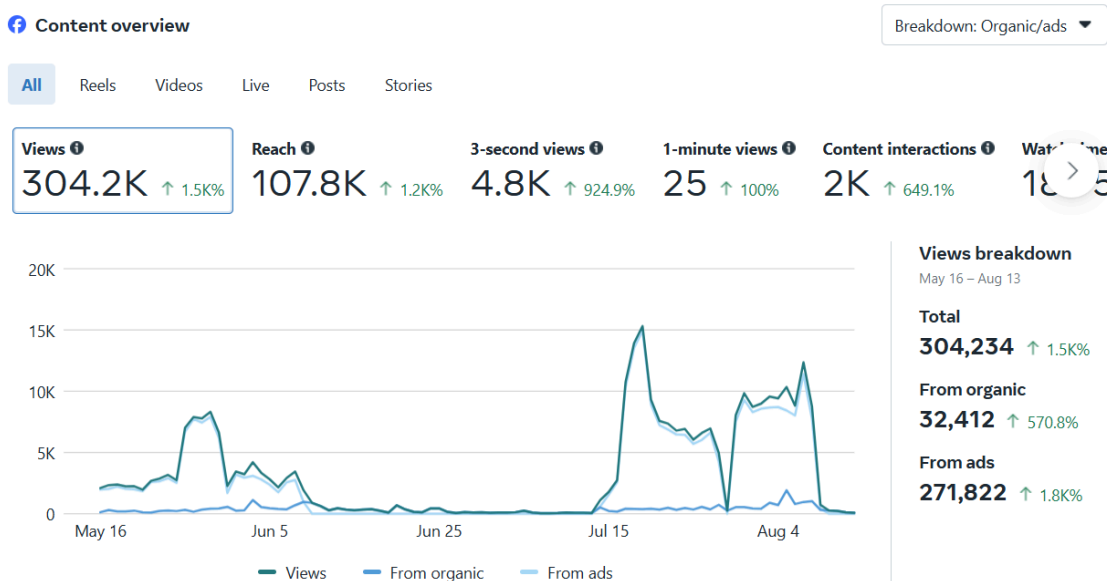 Content overview
Breakdown: Organic/ads
All Reels Videos Live Posts Stories
Views Reach 3-second views 1-minute views Content interactions
304.2K ↑ 1.5K% 107.8K ↑ 1.2K% 4.8K ↑ 924.9% 25 ↑ 100% 2K ↑ 649.1%
20K
15K
10K
5K
0
May 16 Jun 5 Jun 25 Jul 15 Aug 4
Views From organic From ads
Views breakdown
May 16 – Aug 13
Total
304,234 ↑ 1.5K%
From organic
32,412 ↑ 570.8%
From ads
271,822 ↑ 1.8K%